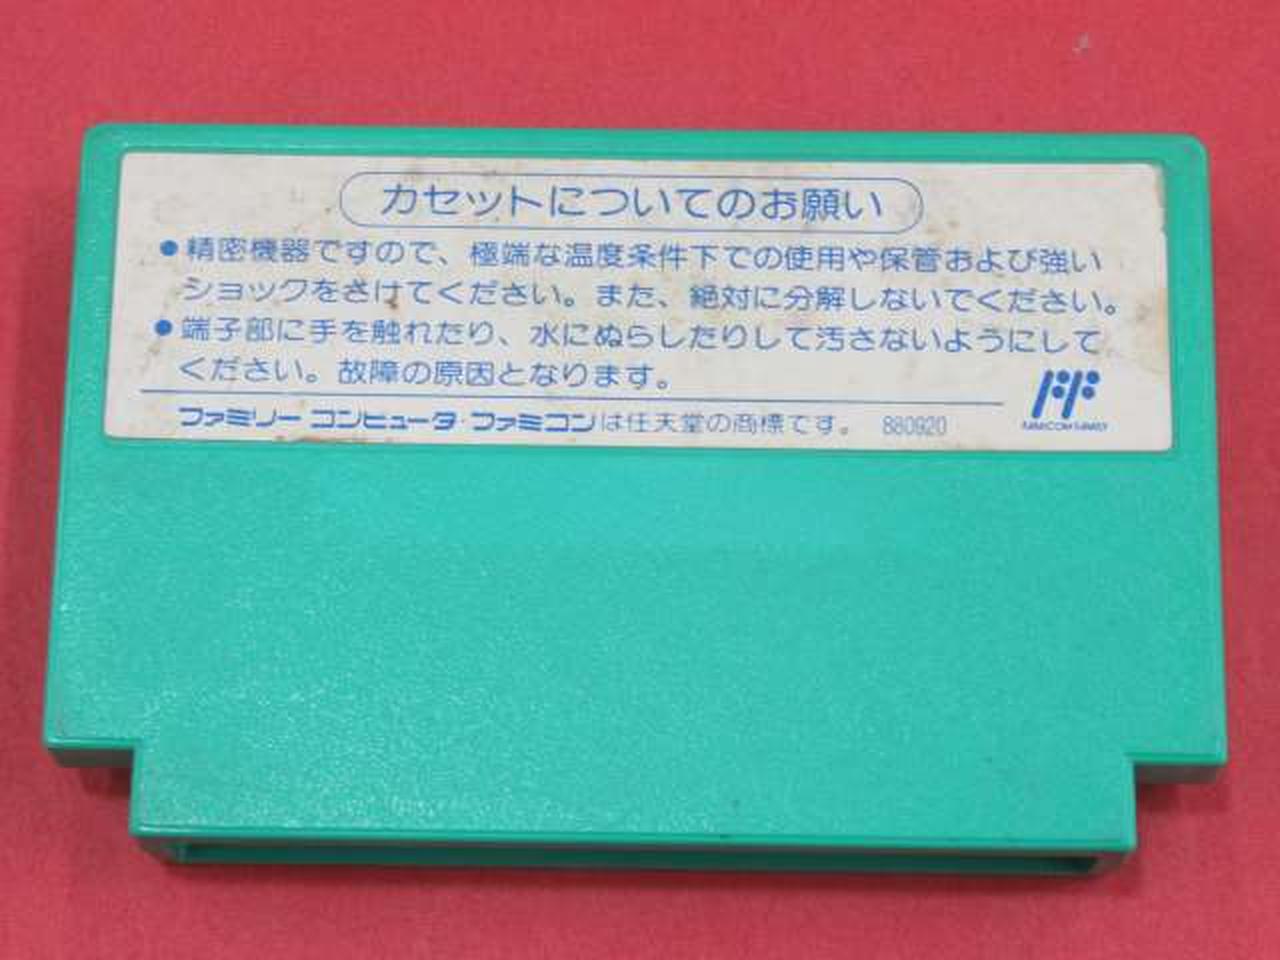 カセットについてのお願い
●精密機器ですので、極端な温度条件下での使用や保管および強い
ショックをさけてください。また、絶対に分解しないでください。
●端子部に手を触れたり、水にぬらしたりして汚さないようにして
ください。故障の原因となります。
ファミリー コンピュータ・ファミコンは任天堂の商標です。 880920
FAMICOM FAMILY